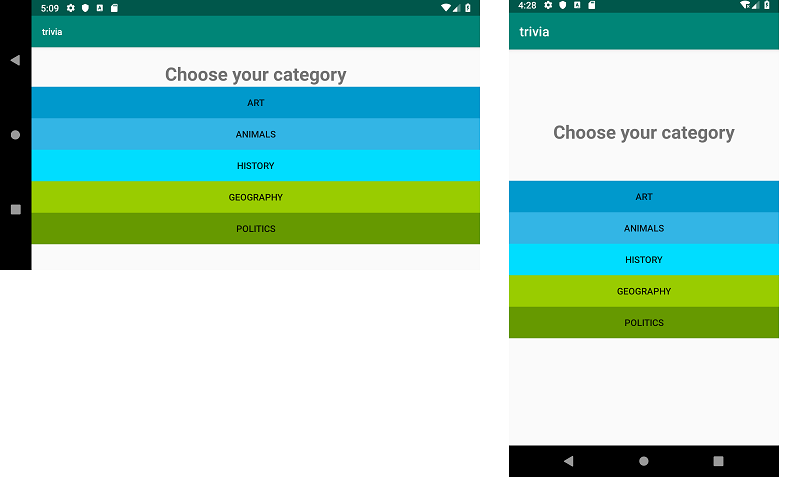 5:09
trivia
Choose your category
ART
ANIMALS
HISTORY
GEOGRAPHY
POLITICS
4:28
trivia
Choose your category
ART
ANIMALS
HISTORY
GEOGRAPHY
POLITICS